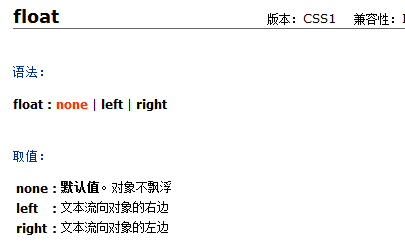 float 版本：CSS1 兼容性：
语法：
float : none | left | right
取值：
none : 默认值。对象不飘浮
left : 文本流向对象的右边
right : 文本流向对象的左边